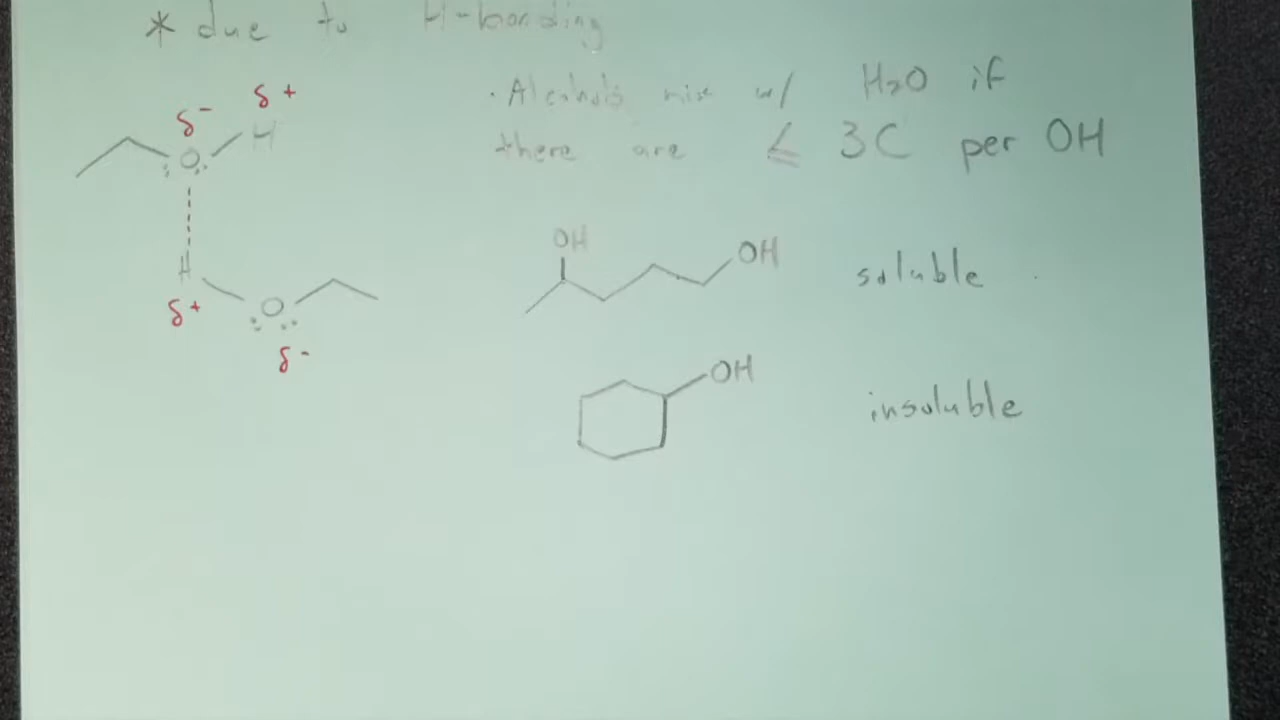 * due to H-bonding
δ- δ+
O H
H
δ+ O
δ-
· Alcohols mix w/ H₂O if
there are ≤ 3C per OH
OH OH soluble
OH insoluble